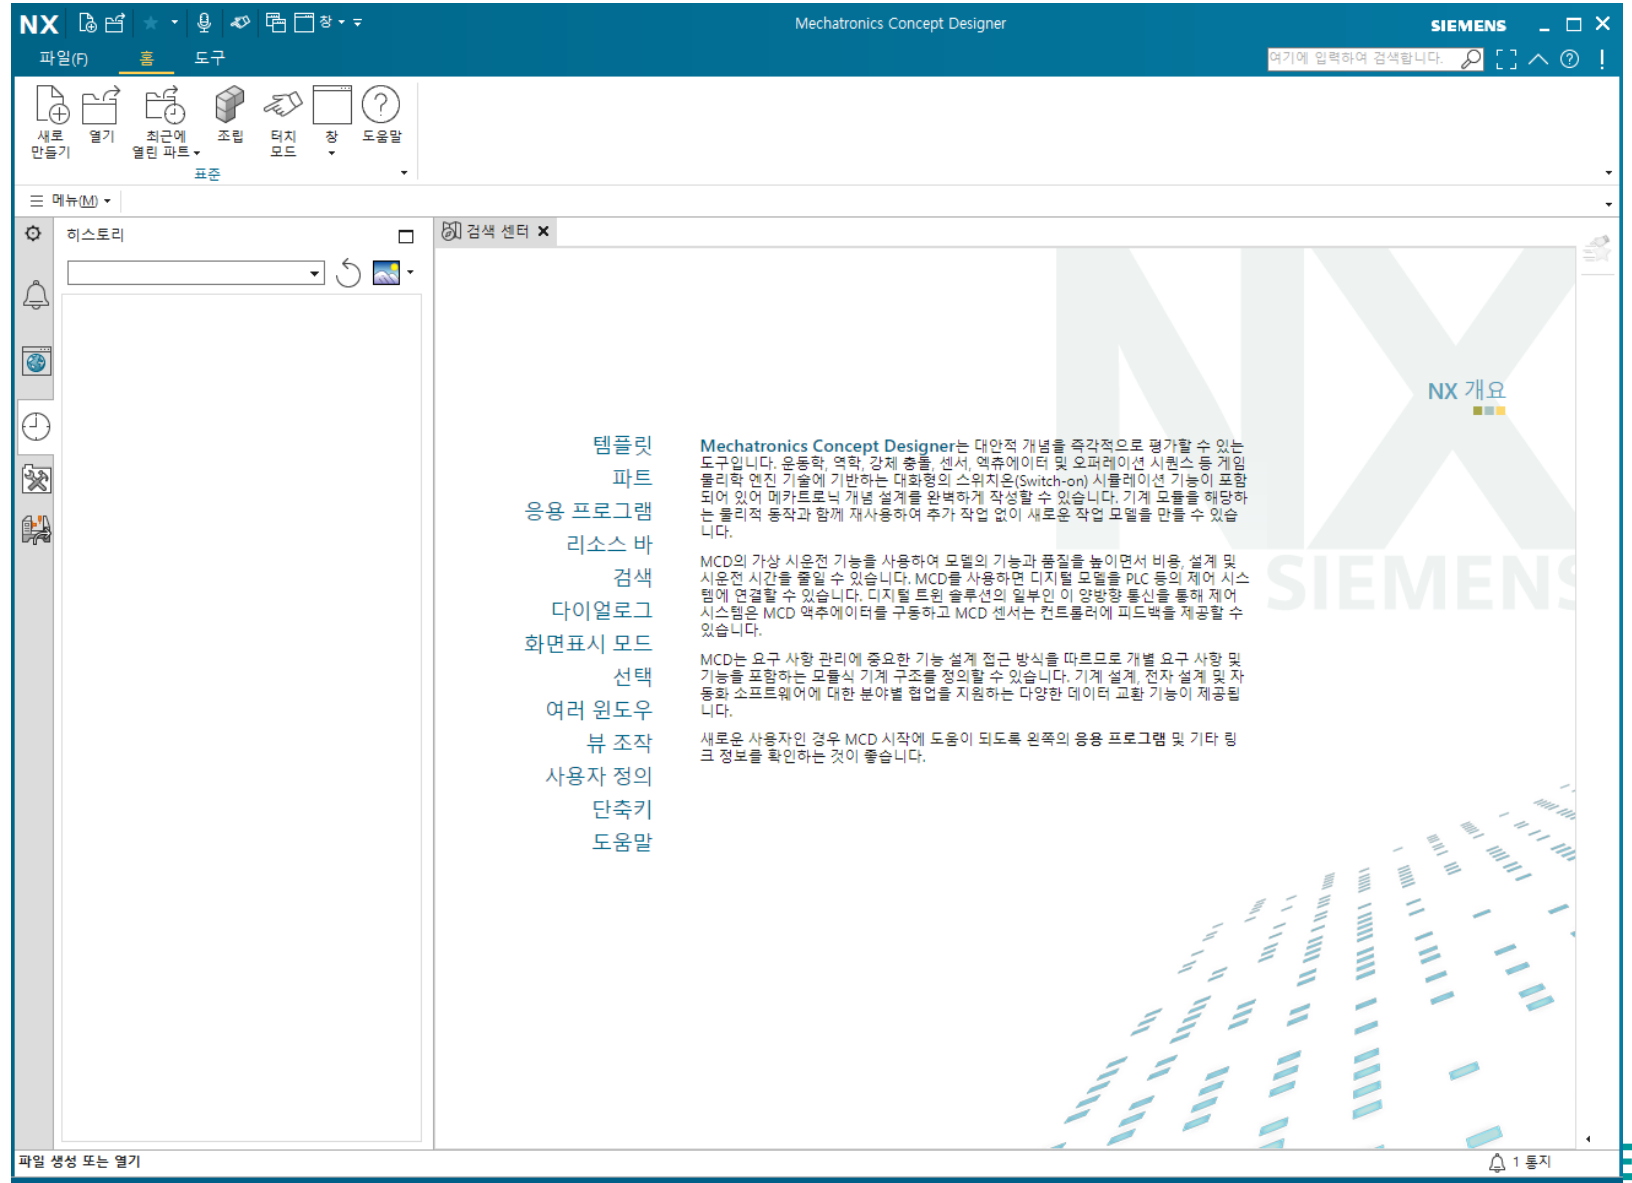 NX
창
Mechatronics Concept Designer
SIEMENS
파일(F)
홈
도구
여기에 입력하여 검색합니다.
새로
만들기
열기
최근에
열린 파트
조립
터치
모드
창
도움말
표준
메뉴(M)
히스토리
검색 센터
NX 개요
템플릿
파트
응용 프로그램
리소스 바
검색
다이얼로그
화면표시 모드
선택
여러 윈도우
뷰 조작
사용자 정의
단축키
도움말
Mechatronics Concept Designer는 대안적 개념을 즉각적으로 평가할 수 있는
도구입니다. 운동학, 역학, 강체 충돌, 센서, 엑츄에이터 및 오퍼레이션 시퀀스 등 게임
물리학 엔진 기술에 기반하는 대화형의 스위치온(Switch-on) 시뮬레이션 기능이 포함
되어 있어 메카트로닉 개념 설계를 완벽하게 작성할 수 있습니다. 기계 모듈을 해당하
는 물리적 동작과 함께 재사용하여 추가 작업 없이 새로운 작업 모델을 만들 수 있습
니다.
MCD의 가상 시운전 기능을 사용하여 모델의 기능과 품질을 높이면서 비용, 설계 및
시운전 시간을 줄일 수 있습니다. MCD를 사용하면 디지털 모델을 PLC 등의 제어 시스
템에 연결할 수 있습니다. 디지털 트윈 솔루션의 일부인 이 양방향 통신을 통해 제어
시스템은 MCD 액추에이터를 구동하고 MCD 센서는 컨트롤러에 피드백을 제공할 수
있습니다.
MCD는 요구 사항 관리에 중요한 기능 설계 접근 방식을 따르므로 개별 요구 사항 및
기능을 포함하는 모듈식 기계 구조를 정의할 수 있습니다. 기계 설계, 전자 설계 및 자
동화 소프트웨어에 대한 분야별 협업을 지원하는 다양한 데이터 교환 기능이 제공됩
니다.
새로운 사용자인 경우 MCD 시작에 도움이 되도록 왼쪽의 응용 프로그램 및 기타 링
크 정보를 확인하는 것이 좋습니다.
NX
SIEMENS
파일 생성 또는 열기
1 통지